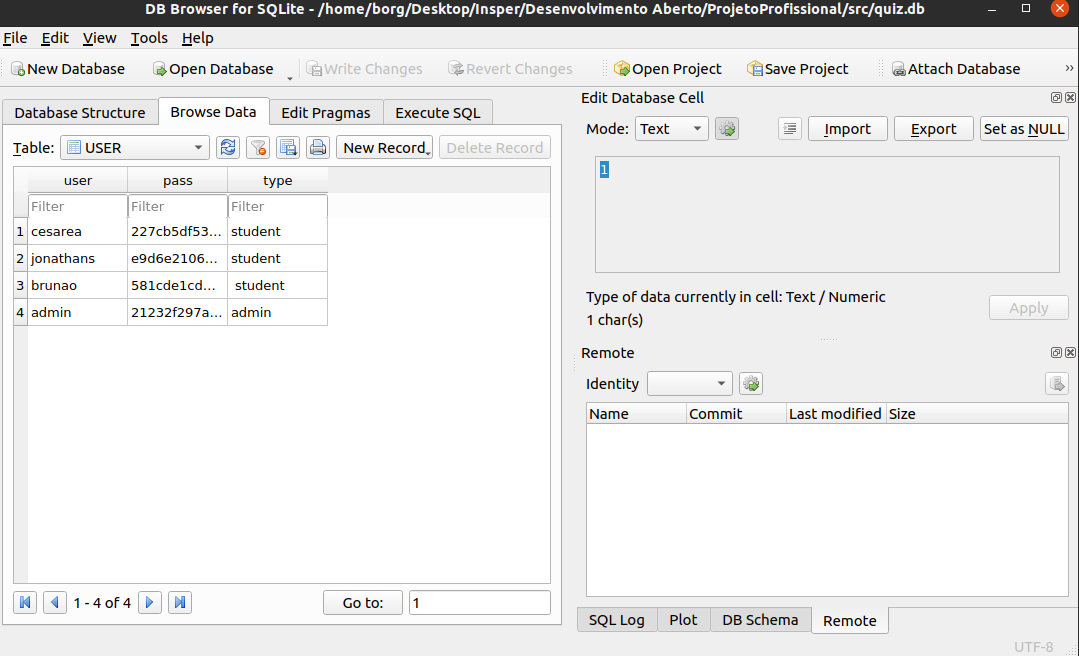 DB Browser for SQLite - /home/borg/Desktop/Insper/Desenvolvimento Aberto/ProjetoProfissional/src/quiz.db
File Edit View Tools Help
New Database Open Database Write Changes Revert Changes Open Project Save Project Attach Database »
Database Structure Browse Data Edit Pragmas Execute SQL
Table: USER New Record Delete Record
user pass type
Filter Filter Filter
1 cesarea 227cb5df53... student
2 jonathans e9d6e2106... student
3 brunao 581cde1cd... student
4 admin 21232f297a... admin
1 - 4 of 4 Go to: 1
Edit Database Cell
Mode: Text Import Export Set as NULL
1
Type of data currently in cell: Text / Numeric
1 char(s)
Apply
Remote
Identity
Name Commit Last modified Size
SQL Log Plot DB Schema Remote
UTF-8